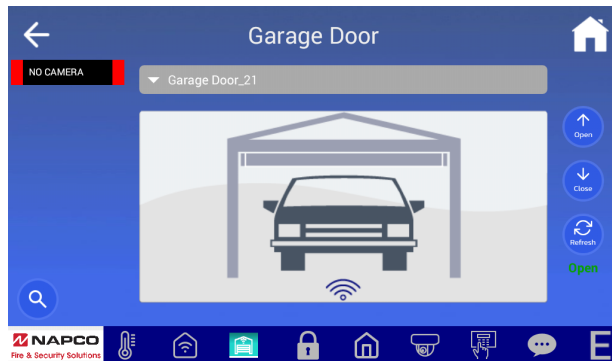 Garage Door
NO CAMERA
Garage Door_21
Open
Close
Refresh
Open
NAPCO
Fire & Security Solutions
E